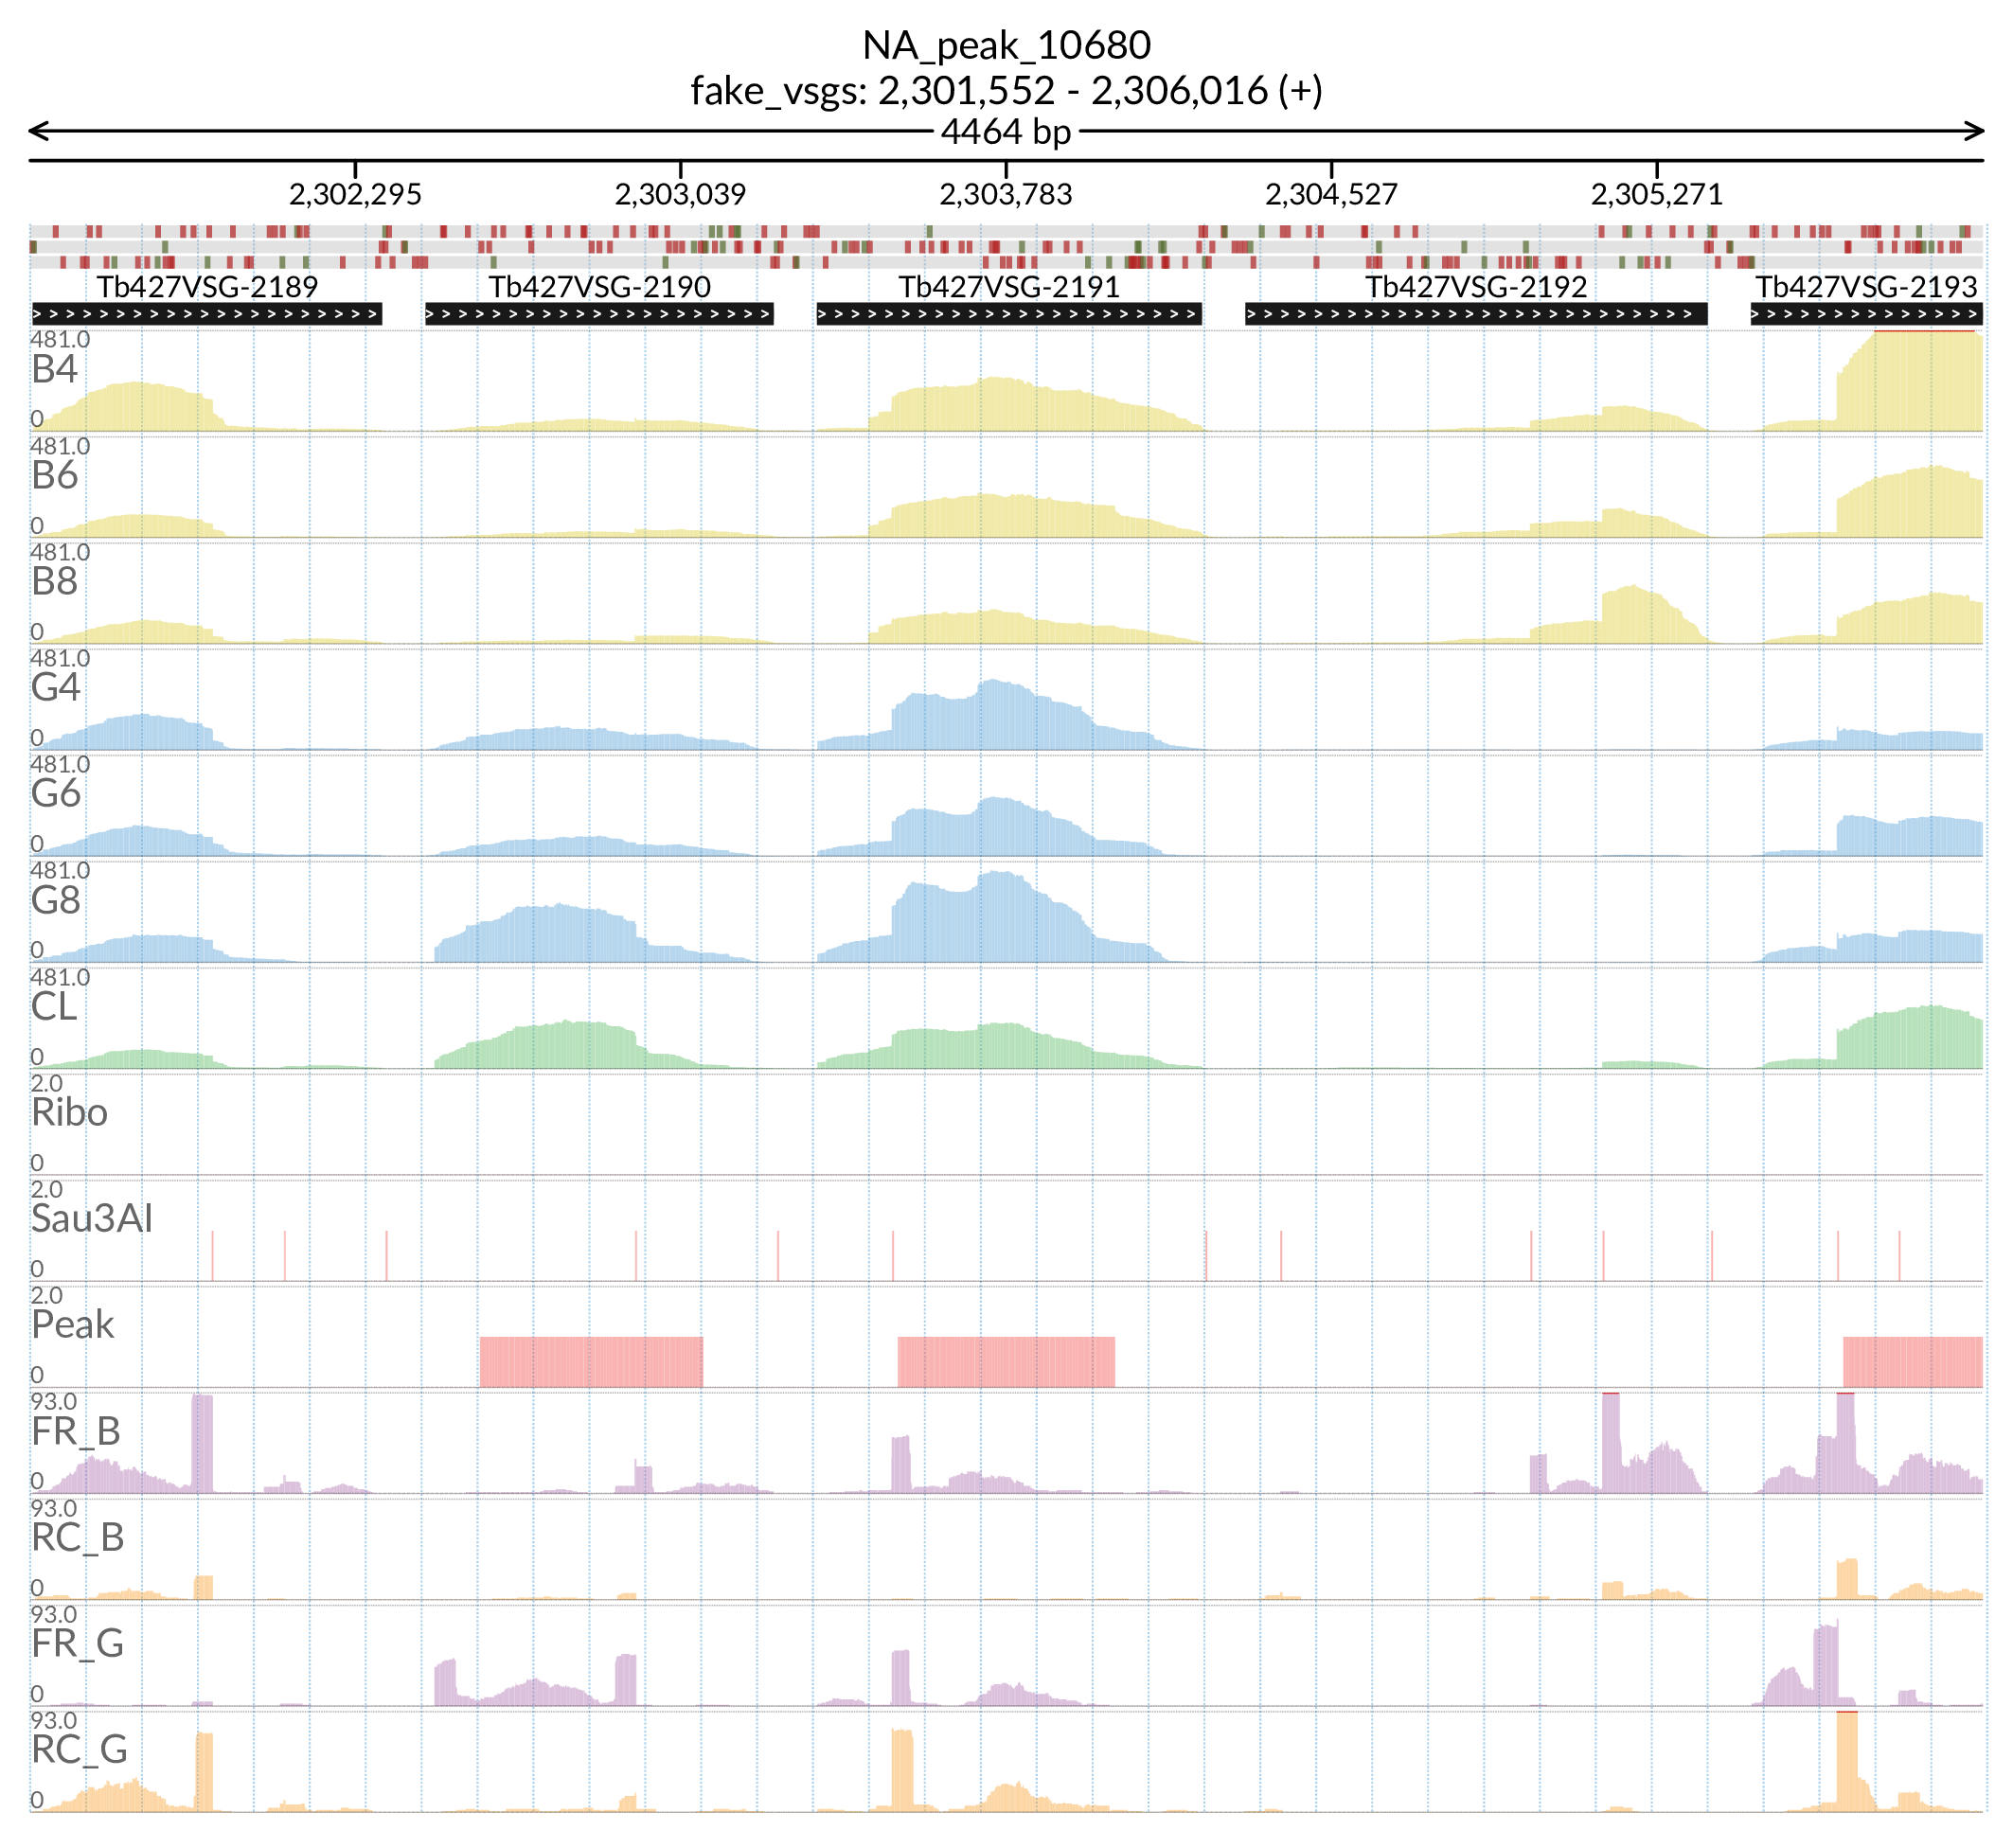 NA_peak_10680
fake_vsgs: 2,301,552 - 2,306,016 (+)
4464 bp
2,302,295 2,303,039 2,303,783 2,304,527 2,305,271
Tb427VSG-2189 Tb427VSG-2190 Tb427VSG-2191 Tb427VSG-2192 Tb427VSG-2193
481.0
B4
0
481.0
B6
0
481.0
B8
0
481.0
G4
0
481.0
G6
0
481.0
G8
0
481.0
CL
0
2.0
Ribo
0
2.0
Sau3AI
0
2.0
Peak
0
93.0
FR_B
0
93.0
RC_B
0
93.0
FR_G
0
93.0
RC_G
0